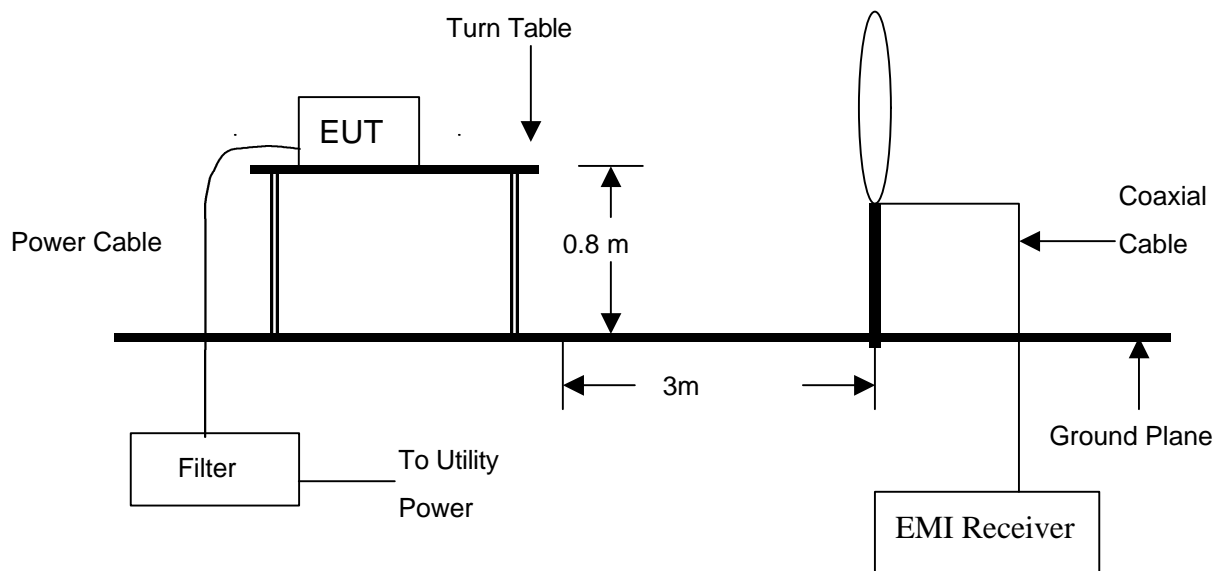 Turn Table
EUT
Coaxial
Cable
Power Cable
0.8 m
3m
Ground Plane
Filter
To Utility
Power
EMI Receiver